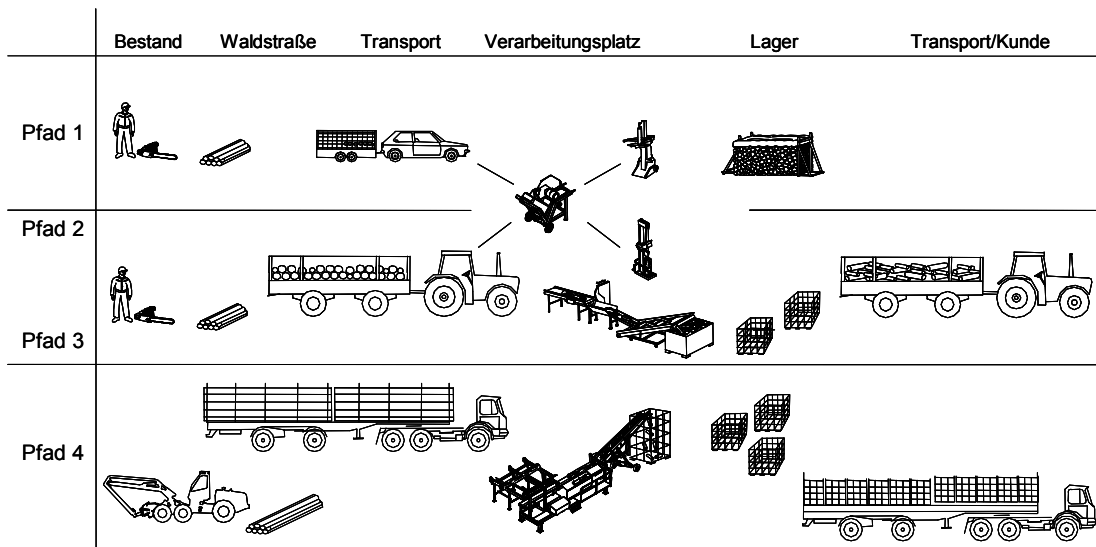 Bestand Waldstraße Transport Verarbeitungsplatz Lager Transport/Kunde
Pfad 1
Pfad 2
Pfad 3
Pfad 4